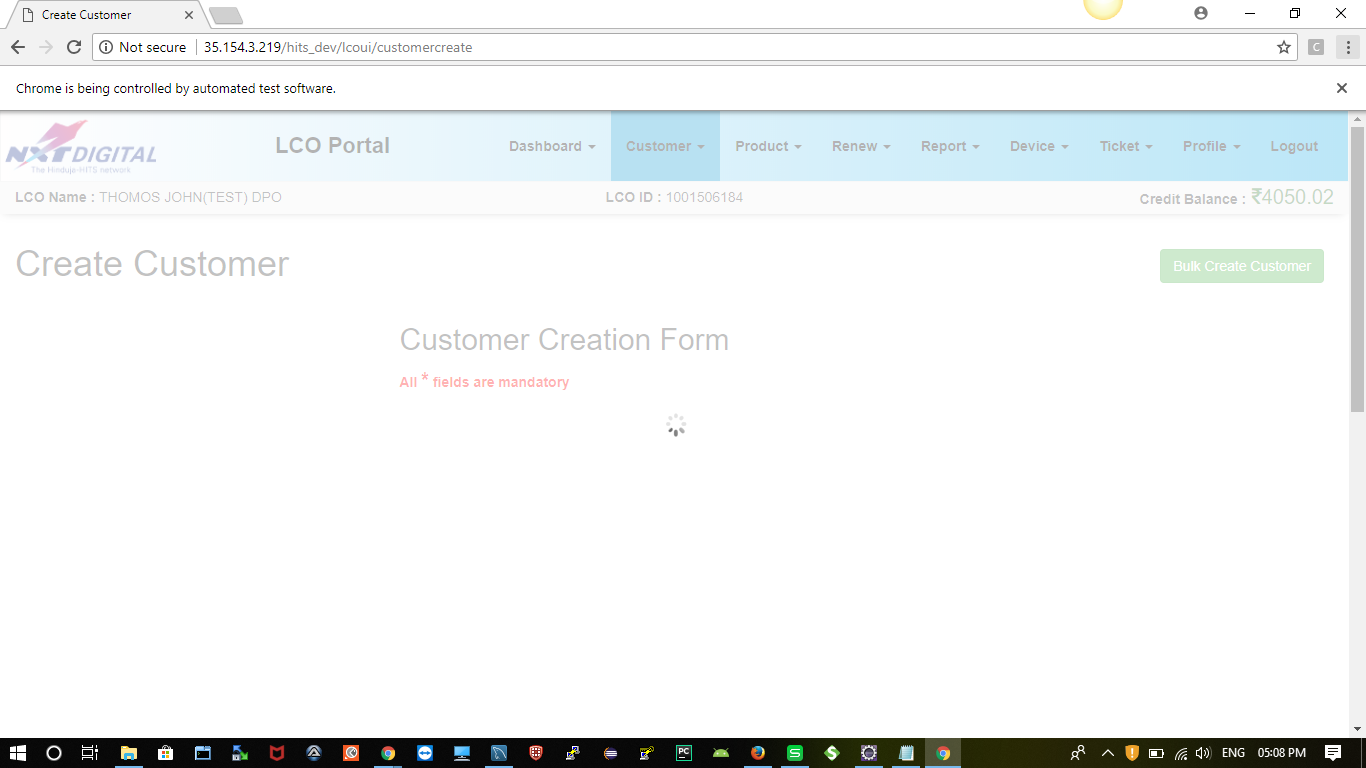 Create Customer
Not secure 35.154.3.219/hits_dev/lcoui/customercreate
C
Chrome is being controlled by automated test software.
NXTDIGITAL
The Hinduja-HITS network
LCO Portal
Dashboard Customer Product Renew Report Device Ticket Profile Logout
LCO Name : THOMOS JOHN(TEST) DPO LCO ID : 1001506184 Credit Balance : ₹4050.02
Create Customer
Bulk Create Customer
Customer Creation Form
All * fields are mandatory
PC
S
S
ENG 05:08 PM